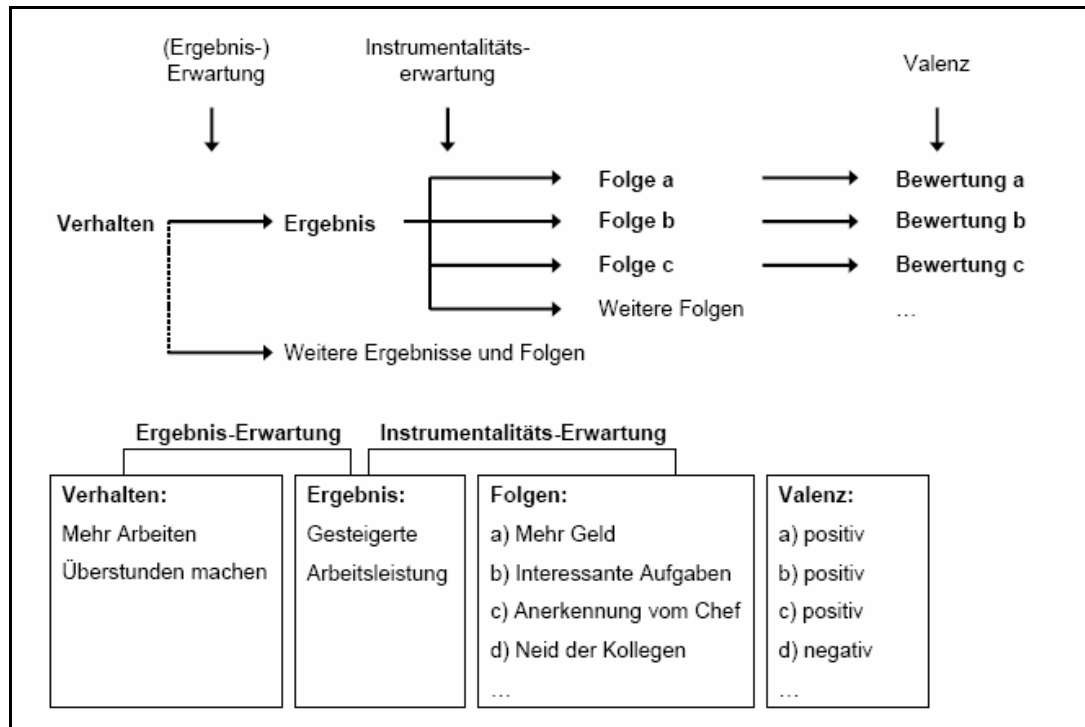 (Ergebnis-)
Erwartung
Instrumentalitäts-
erwartung
Valenz
Folge a
Bewertung a
Verhalten
Ergebnis
Folge b
Bewertung b
Folge c
Bewertung c
Weitere Folgen
…
Weitere Ergebnisse und Folgen
Ergebnis-Erwartung
Instrumentalitäts-Erwartung
Verhalten:
Mehr Arbeiten
Überstunden machen
Ergebnis:
Gesteigerte
Arbeitsleistung
Folgen:
a) Mehr Geld
b) Interessante Aufgaben
c) Anerkennung vom Chef
d) Neid der Kollegen
…
Valenz:
a) positiv
b) positiv
c) positiv
d) negativ
…